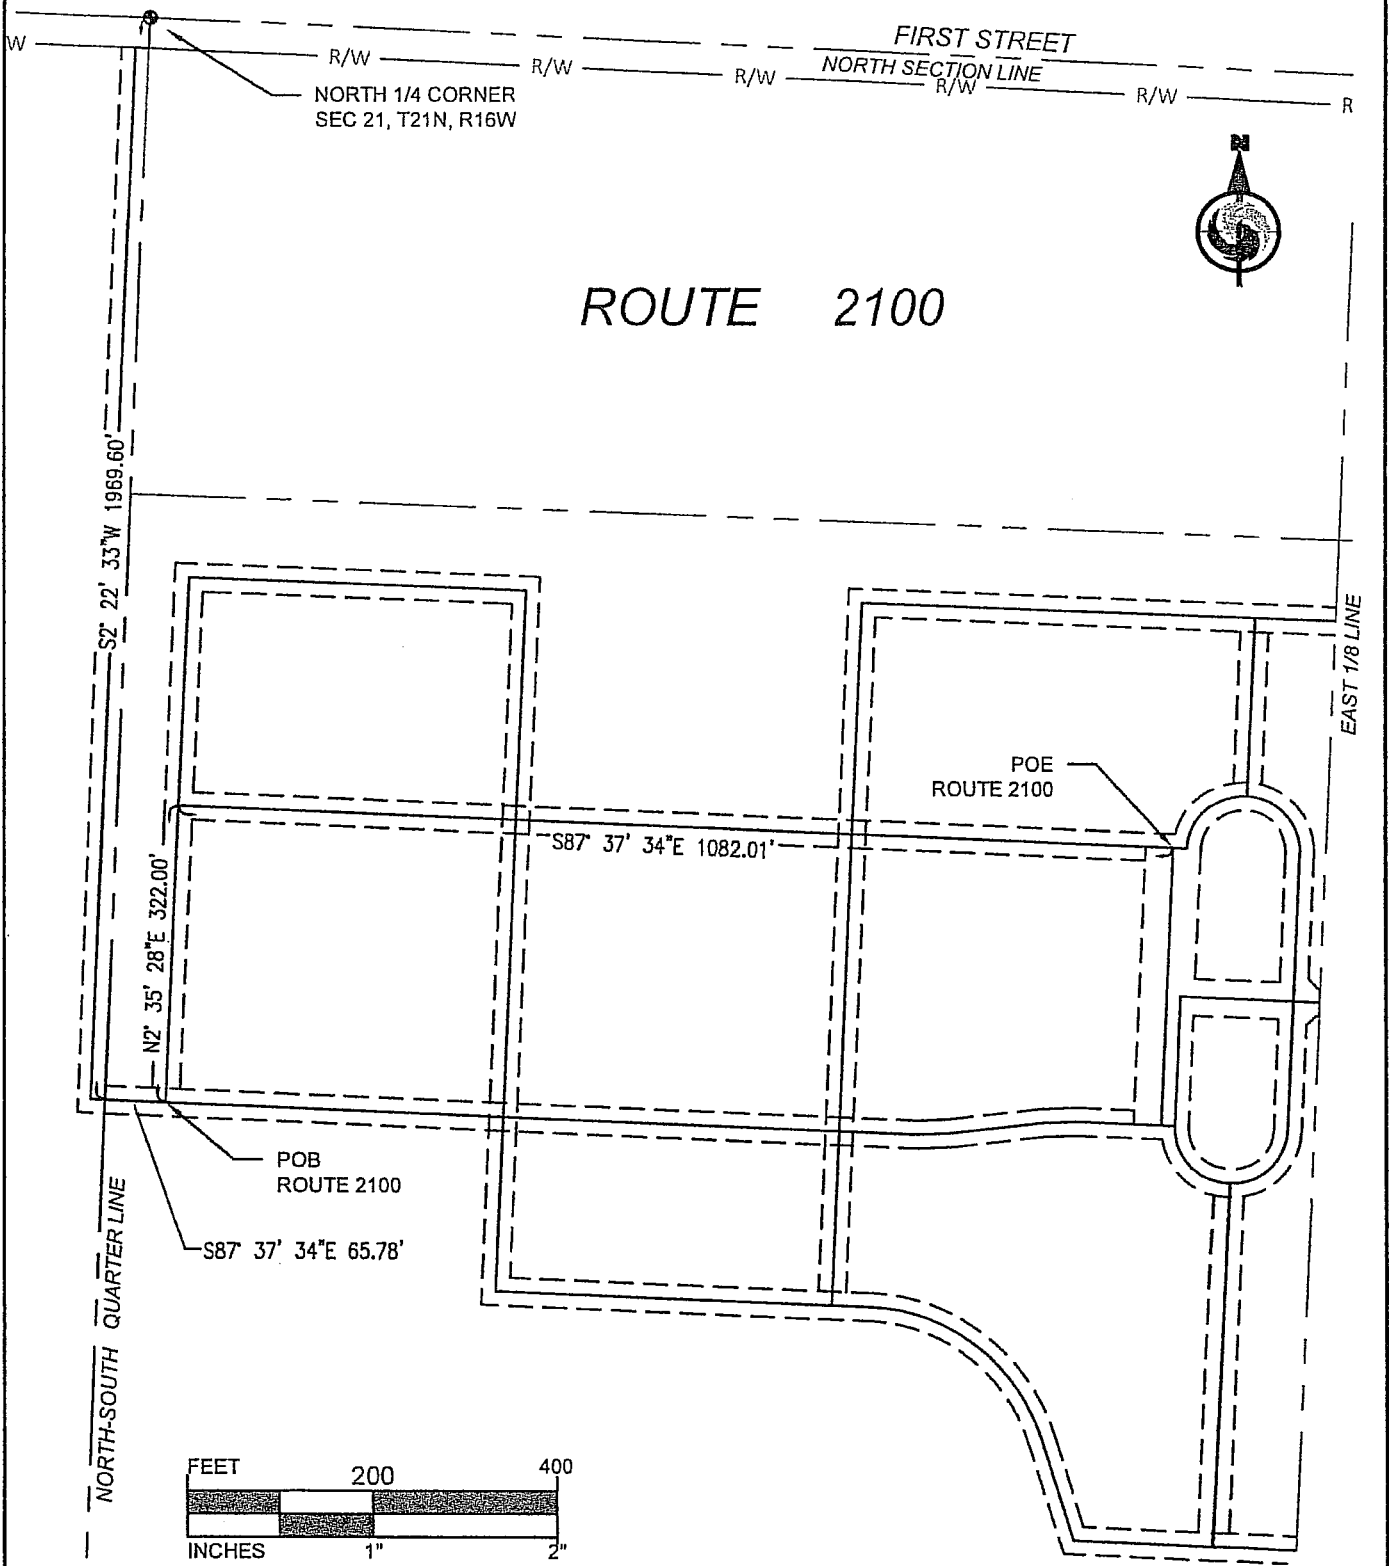 FIRST STREET
NORTH SECTION LINE
W
R/W
R/W
R/W
R/W
R/W
R
NORTH 1/4 CORNER
SEC 21, T21N, R16W
N
ROUTE 2100
S2° 22' 33"W 1969.60'
EAST 1/8 LINE
POE
ROUTE 2100
S87° 37' 34"E 1082.01'
N2° 35' 28"E 322.00'
POB
ROUTE 2100
S87° 37' 34"E 65.78'
NORTH-SOUTH QUARTER LINE
FEET 200 400
INCHES 1" 2"